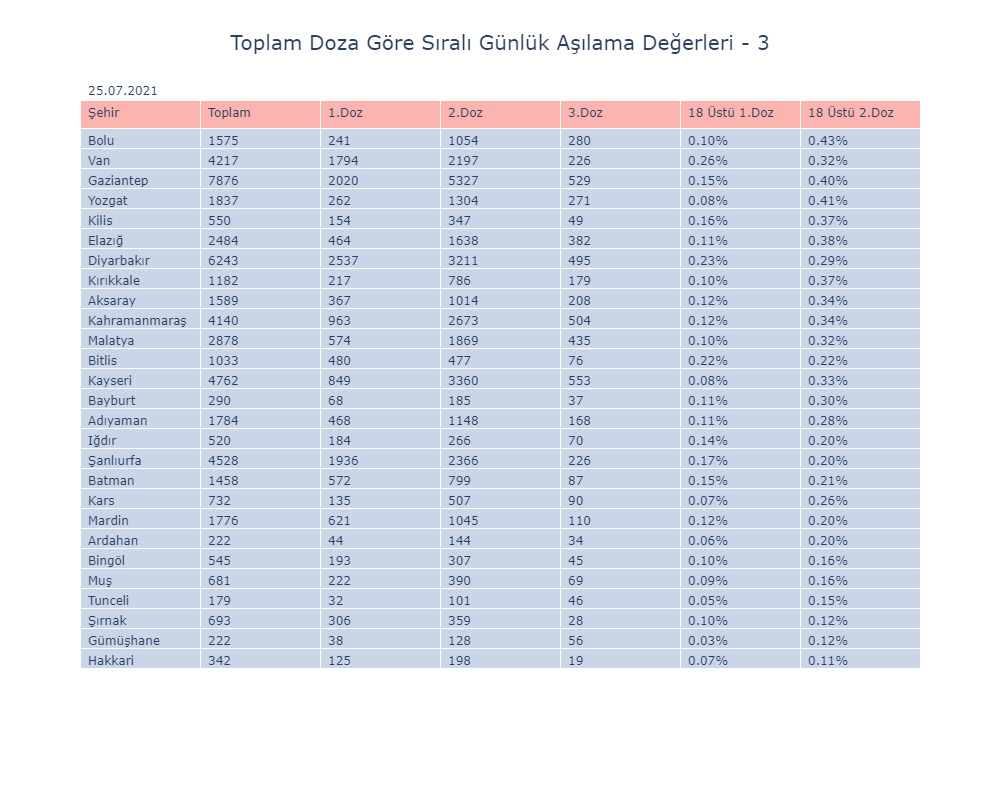 Toplam Doza Göre Sıralı Günlük Aşılama Değerleri - 3
25.07.2021
Şehir Toplam 1.Doz 2.Doz 3.Doz 18 Üstü 1.Doz 18 Üstü 2.Doz
Bolu 1575 241 1054 280 0.10% 0.43%
Van 4217 1794 2197 226 0.26% 0.32%
Gaziantep 7876 2020 5327 529 0.15% 0.40%
Yozgat 1837 262 1304 271 0.08% 0.41%
Kilis 550 154 347 49 0.16% 0.37%
Elazığ 2484 464 1638 382 0.11% 0.38%
Diyarbakır 6243 2537 3211 495 0.23% 0.29%
Kırıkkale 1182 217 786 179 0.10% 0.37%
Aksaray 1589 367 1014 208 0.12% 0.34%
Kahramanmaraş 4140 963 2673 504 0.12% 0.34%
Malatya 2878 574 1869 435 0.10% 0.32%
Bitlis 1033 480 477 76 0.22% 0.22%
Kayseri 4762 849 3360 553 0.08% 0.33%
Bayburt 290 68 185 37 0.11% 0.30%
Adıyaman 1784 468 1148 168 0.11% 0.28%
Iğdır 520 184 266 70 0.14% 0.20%
Şanlıurfa 4528 1936 2366 226 0.17% 0.20%
Batman 1458 572 799 87 0.15% 0.21%
Kars 732 135 507 90 0.07% 0.26%
Mardin 1776 621 1045 110 0.12% 0.20%
Ardahan 222 44 144 34 0.06% 0.20%
Bingöl 545 193 307 45 0.10% 0.16%
Muş 681 222 390 69 0.09% 0.16%
Tunceli 179 32 101 46 0.05% 0.15%
Şırnak 693 306 359 28 0.10% 0.12%
Gümüşhane 222 38 128 56 0.03% 0.12%
Hakkari 342 125 198 19 0.07% 0.11%